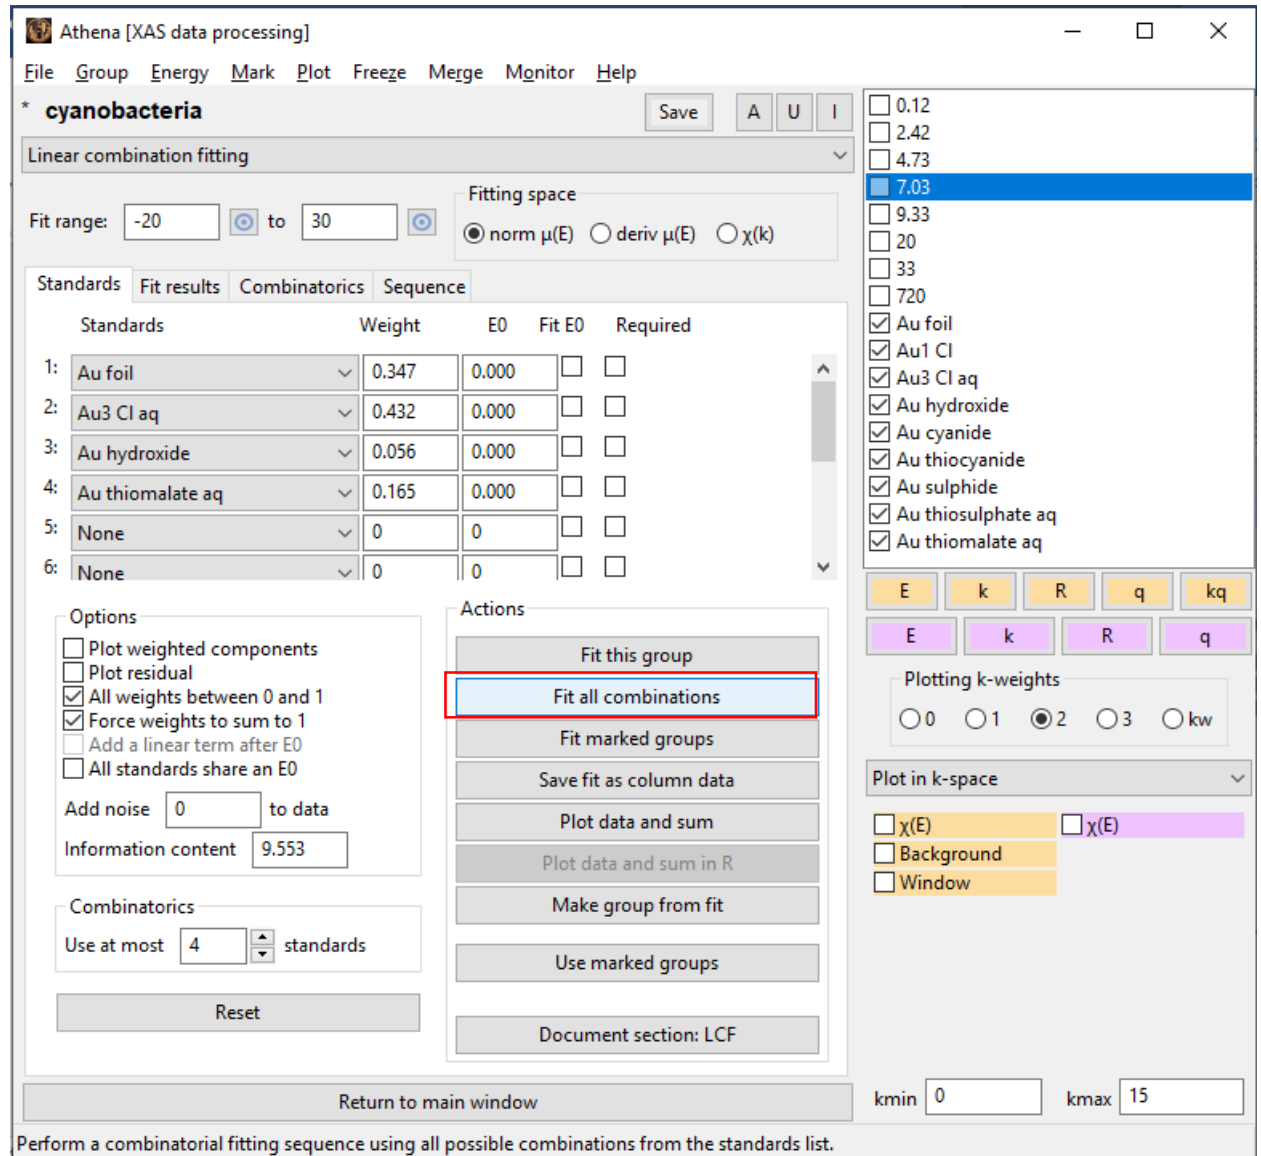 Athena [XAS data processing]
File Group Energy Mark Plot Freeze Merge Monitor Help
* cyanobacteria Save A U I
Linear combination fitting
Fit range: -20 to 30
Fitting space
norm μ(E) deriv μ(E) χ(k)
Standards Fit results Combinatorics Sequence
Standards Weight E0 Fit E0 Required
1: Au foil 0.347 0.000
2: Au3 Cl aq 0.432 0.000
3: Au hydroxide 0.056 0.000
4: Au thiomalate aq 0.165 0.000
5: None 0 0
6: None 0 0
Options
Plot weighted components
Plot residual
All weights between 0 and 1
Force weights to sum to 1
Add a linear term after E0
All standards share an E0
Add noise 0 to data
Information content 9.553
Combinatorics
Use at most 4 standards
Reset
Actions
Fit this group
Fit all combinations
Fit marked groups
Save fit as column data
Plot data and sum
Plot data and sum in R
Make group from fit
Use marked groups
Document section: LCF
Return to main window
Perform a combinatorial fitting sequence using all possible combinations from the standards list.
0.12
2.42
4.73
7.03
9.33
20
33
720
Au foil
Au1 Cl
Au3 Cl aq
Au hydroxide
Au cyanide
Au thiocyanide
Au sulphide
Au thiosulphate aq
Au thiomalate aq
E k R q kq
E k R q
Plotting k-weights
0 1 2 3 kw
Plot in k-space
χ(E) χ(E)
Background
Window
kmin 0 kmax 15